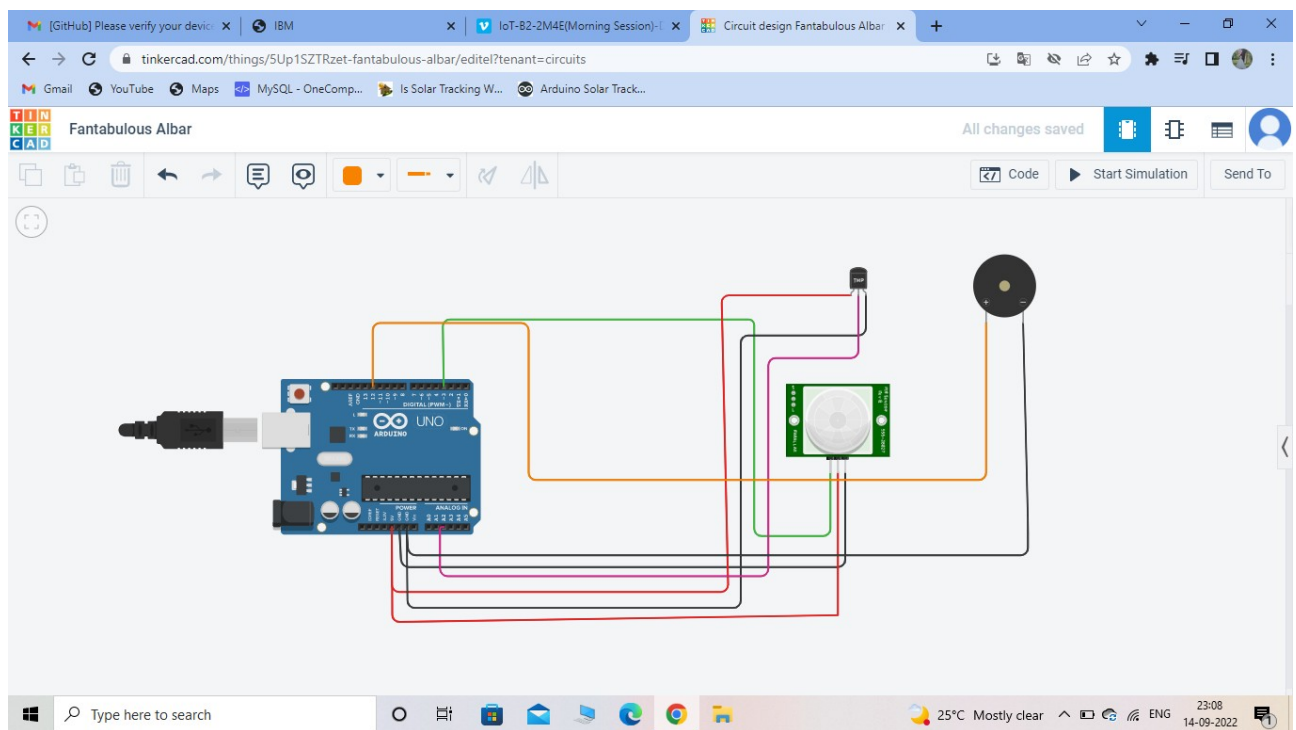 [GitHub] Please verify your device
IBM
IoT-B2-2M4E(Morning Session)-
Circuit design Fantabulous Albar
tinkercad.com/things/5Up1SZTRzet-fantabulous-albar/editel?tenant=circuits
Gmail
YouTube
Maps
MySQL - OneComp...
Is Solar Tracking W...
Arduino Solar Track...
TIN
KER
CAD
Fantabulous Albar
All changes saved
Code
Start Simulation
Send To
TMP
DIGITAL (PWM~)
UNO
ARDUINO
POWER
ANALOG IN
Type here to search
25°C Mostly clear
ENG
23:08
14-09-2022